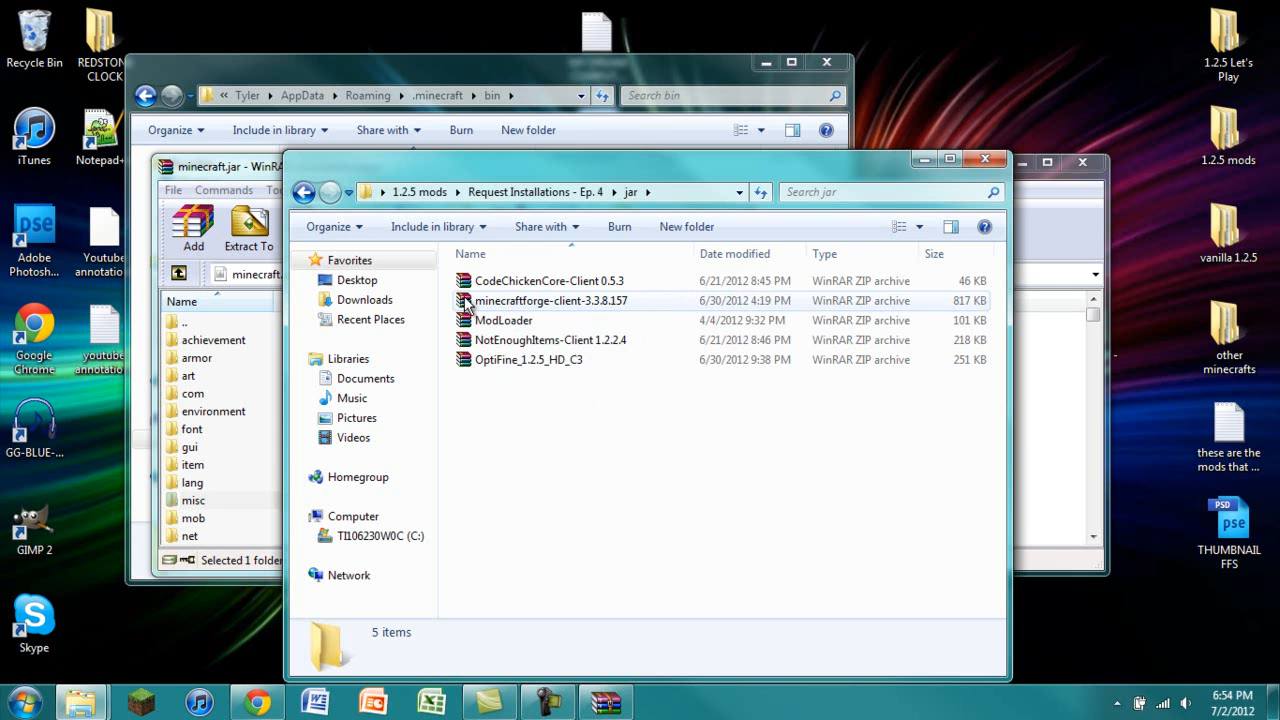 Recycle Bin
REDSTON
CLOCK
iTunes
Notepad+
Adobe
Photosh...
Youtube
annotatio...
Google
Chrome
youtube
annotatio...
GG-BLUE-...
GIMP 2
Skype
1.2.5 Let's
Play
1.2.5 mods
vanilla 1.2.5
other
minecrafts
these are the
mods that ...
THUMBNAIL
FFS
« Tyler AppData Roaming .minecraft bin
Search bin
Organize Include in library Share with Burn New folder
minecraft.jar - WinRA
File Commands To
Add Extract To
minecraft.
Name
..
achievement
armor
art
com
environment
font
gui
item
lang
misc
mob
net
Selected 1 folde
1.2.5 mods Request Installations - Ep. 4 jar
Search jar
Organize Include in library Share with Burn New folder
Favorites
Desktop
Downloads
Recent Places
Libraries
Documents
Music
Pictures
Videos
Homegroup
Computer
TI106230W0C (C:)
Network
Name Date modified Type Size
CodeChickenCore-Client 0.5.3 6/21/2012 8:45 PM WinRAR ZIP archive 46 KB
minecraftforge-client-3.3.8.157 6/30/2012 4:19 PM WinRAR ZIP archive 817 KB
ModLoader 4/4/2012 9:32 PM WinRAR ZIP archive 101 KB
NotEnoughItems-Client 1.2.2.4 6/21/2012 8:46 PM WinRAR ZIP archive 218 KB
OptiFine_1.2.5_HD_C3 6/30/2012 9:38 PM WinRAR ZIP archive 251 KB
5 items
6:54 PM
7/2/2012